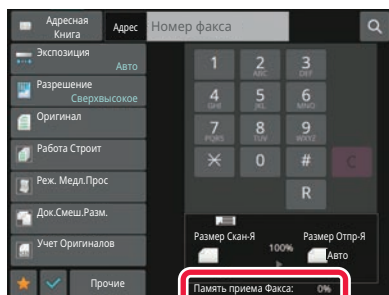 Адресная
Книга
Адрес
Номер факса
Экспозиция
Авто
Разрешение
Сверхвысокое
Оригинал
Работа Строит
Реж. Медл.Прос
Док.Смеш.Разм.
Учет Оригиналов
Прочие
1
2
ABC
3
DEF
4
GHI
5
JKL
6
MNO
7
PQRS
8
TUV
9
WXYZ
0
#
C
R
Размер Скан-Я
100%
Размер Отпр-Я
Авто
Память приема Факса: 0%